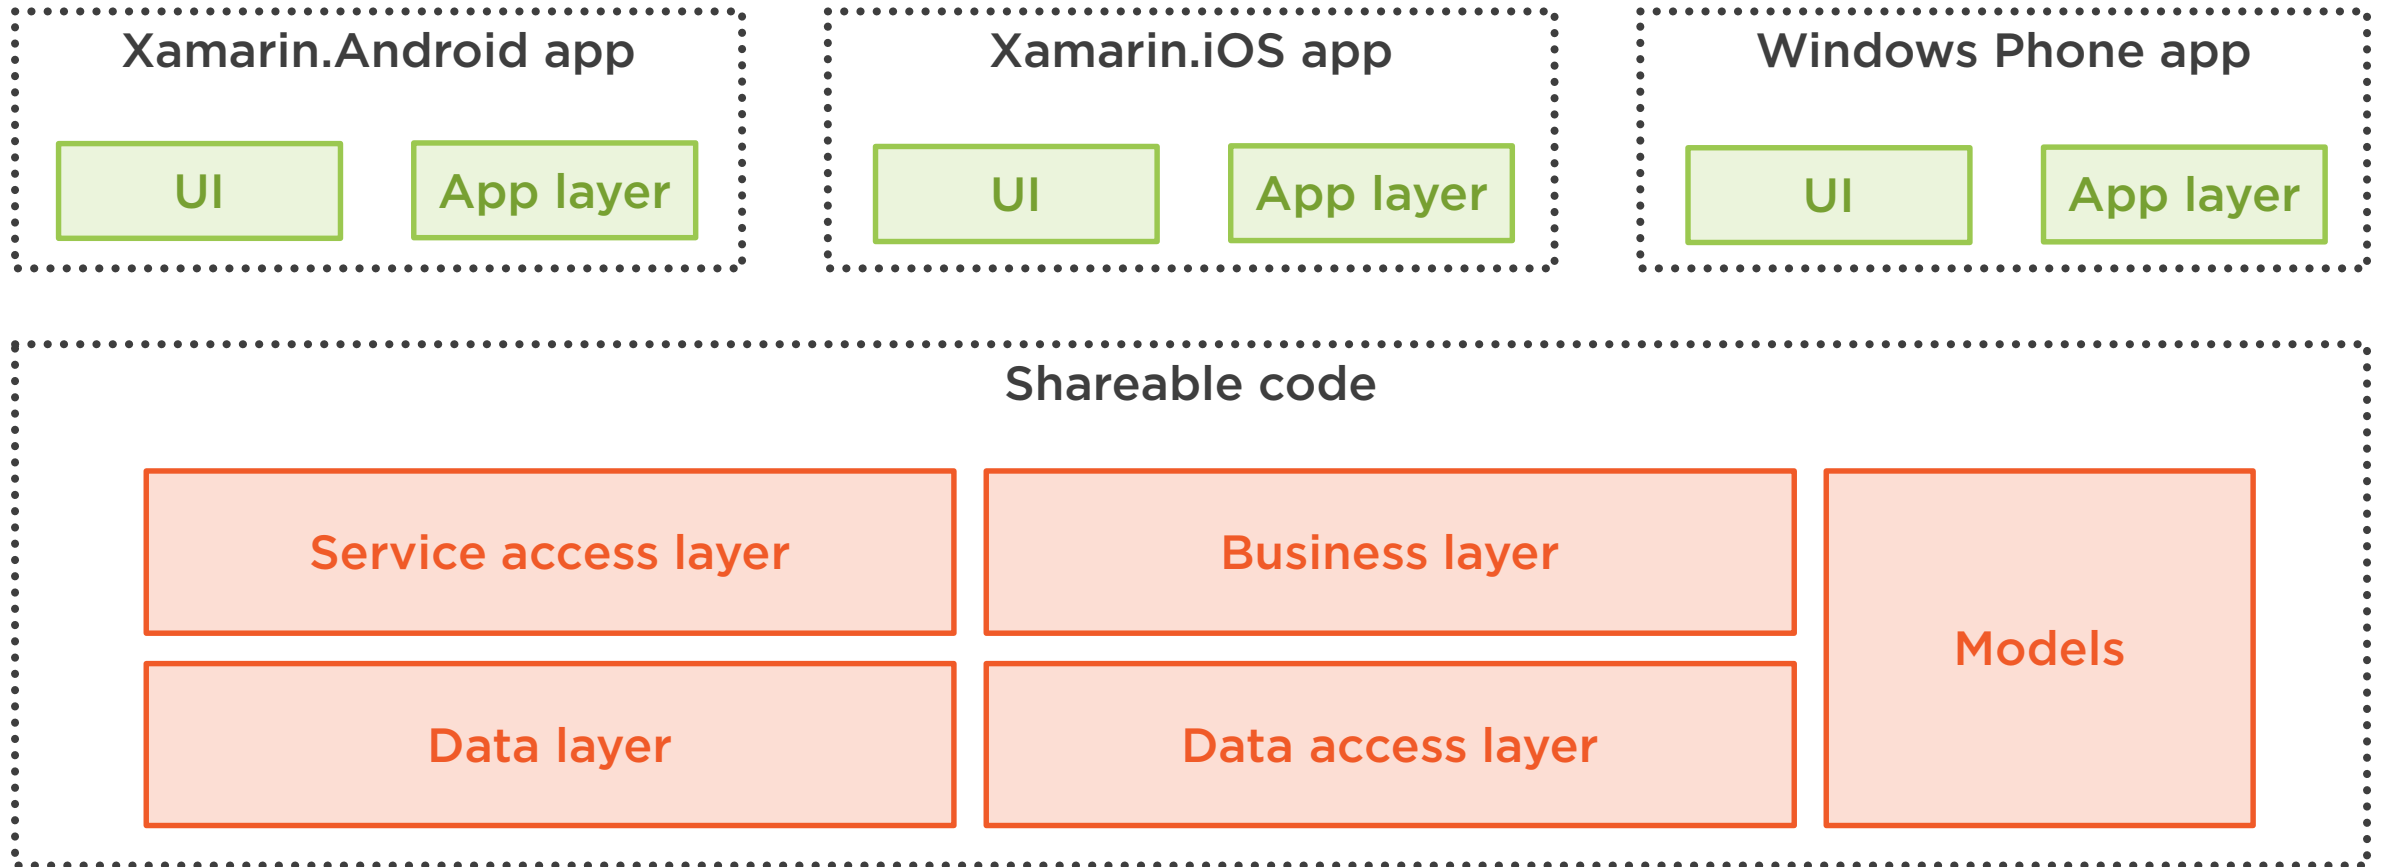 Xamarin.Android app
Xamarin.iOS app
Windows Phone app
UI
App layer
UI
App layer
UI
App layer
Shareable code
Service access layer
Business layer
Models
Data layer
Data access layer